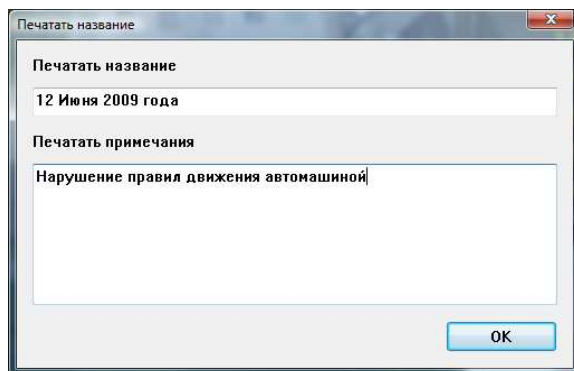 Печатать название
Печатать название
12 Июня 2009 года
Печатать примечания
Нарушение правил движения автомашиной
OK